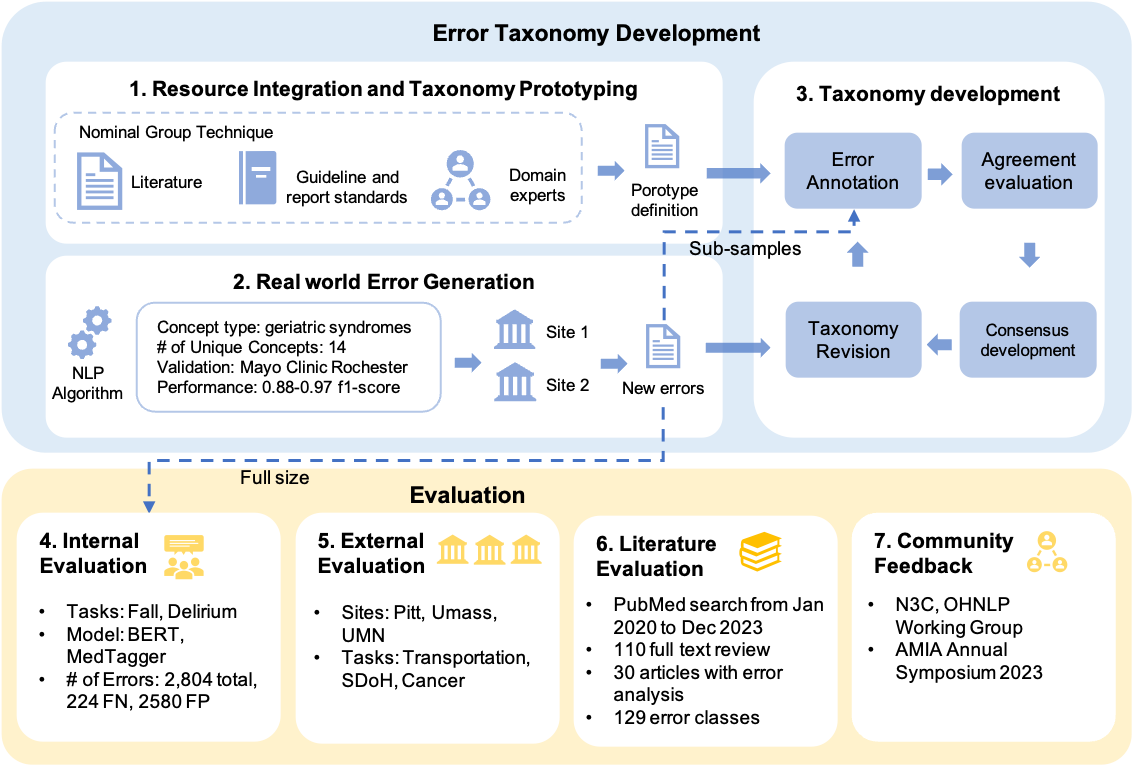 Error Taxonomy Development
1. Resource Integration and Taxonomy Prototyping
Nominal Group Technique
Literature
Guideline and
report standards
Domain
experts
Porotype
definition
2. Real world Error Generation
NLP
Algorithm
Concept type: geriatric syndromes
# of Unique Concepts: 14
Validation: Mayo Clinic Rochester
Performance: 0.88-0.97 f1-score
Site 1
Site 2
New errors
Sub-samples
Full size
3. Taxonomy development
Error
Annotation
Agreement
evaluation
Taxonomy
Revision
Consensus
development
Evaluation
4. Internal
Evaluation
• Tasks: Fall, Delirium
• Model: BERT,
MedTagger
• # of Errors: 2,804 total,
224 FN, 2580 FP
5. External
Evaluation
• Sites: Pitt, Umass,
UMN
• Tasks: Transportation,
SDoH, Cancer
6. Literature
Evaluation
• PubMed search from Jan
2020 to Dec 2023
• 110 full text review
• 30 articles with error
analysis
• 129 error classes
7. Community
Feedback
• N3C, OHNLP
Working Group
• AMIA Annual
Symposium 2023